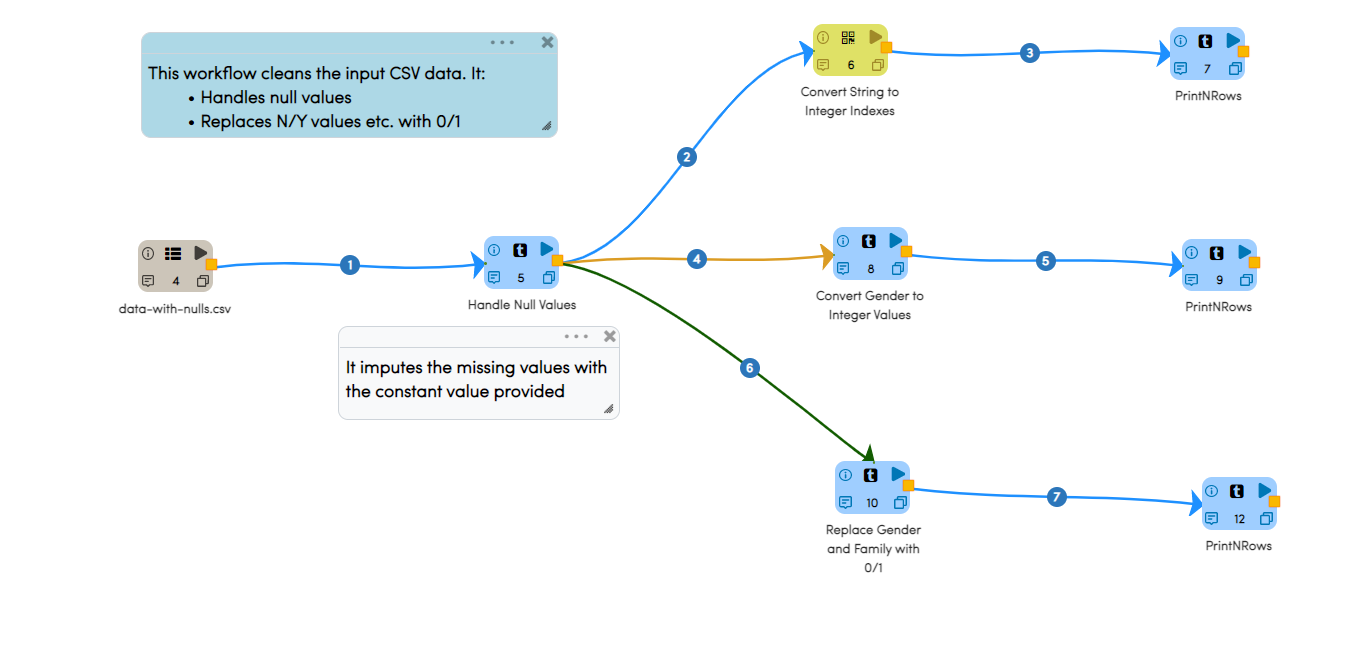 This workflow cleans the input CSV data. It:
• Handles null values
• Replaces N/Y values etc. with 0/1
6
Convert String to
Integer Indexes
3
t
7
PrintNRows
2
4
data-with-nulls.csv
1
t
5
Handle Null Values
4
t
8
Convert Gender to
Integer Values
5
t
9
PrintNRows
It imputes the missing values with
the constant value provided
6
t
10
Replace Gender
and Family with
0/1
7
t
12
PrintNRows